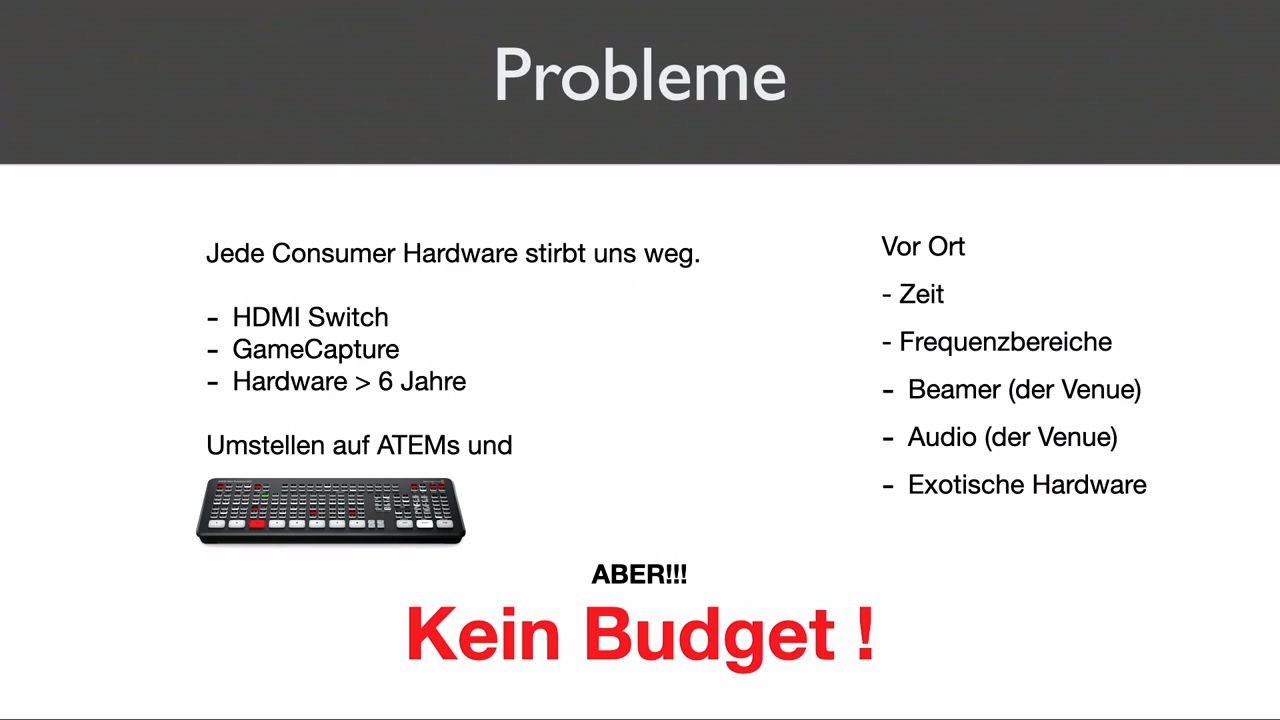 Probleme
Jede Consumer Hardware stirbt uns weg.
- HDMI Switch
- GameCapture
- Hardware > 6 Jahre
Umstellen auf ATEMs und
Vor Ort
- Zeit
- Frequenzbereiche
- Beamer (der Venue)
- Audio (der Venue)
- Exotische Hardware
ABER!!!
Kein Budget !